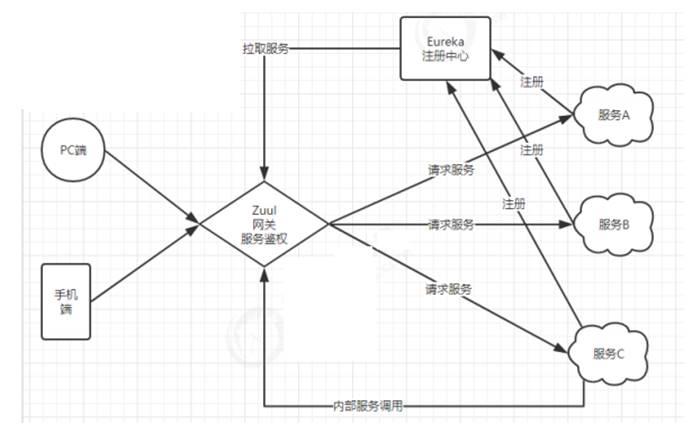 Eureka
注册中心
拉取服务
注册
服务A
PC端
请求服务
注册
Zuul
网关
服务鉴权
注册
请求服务
服务B
手机
端
请求服务
服务C
内部服务调用